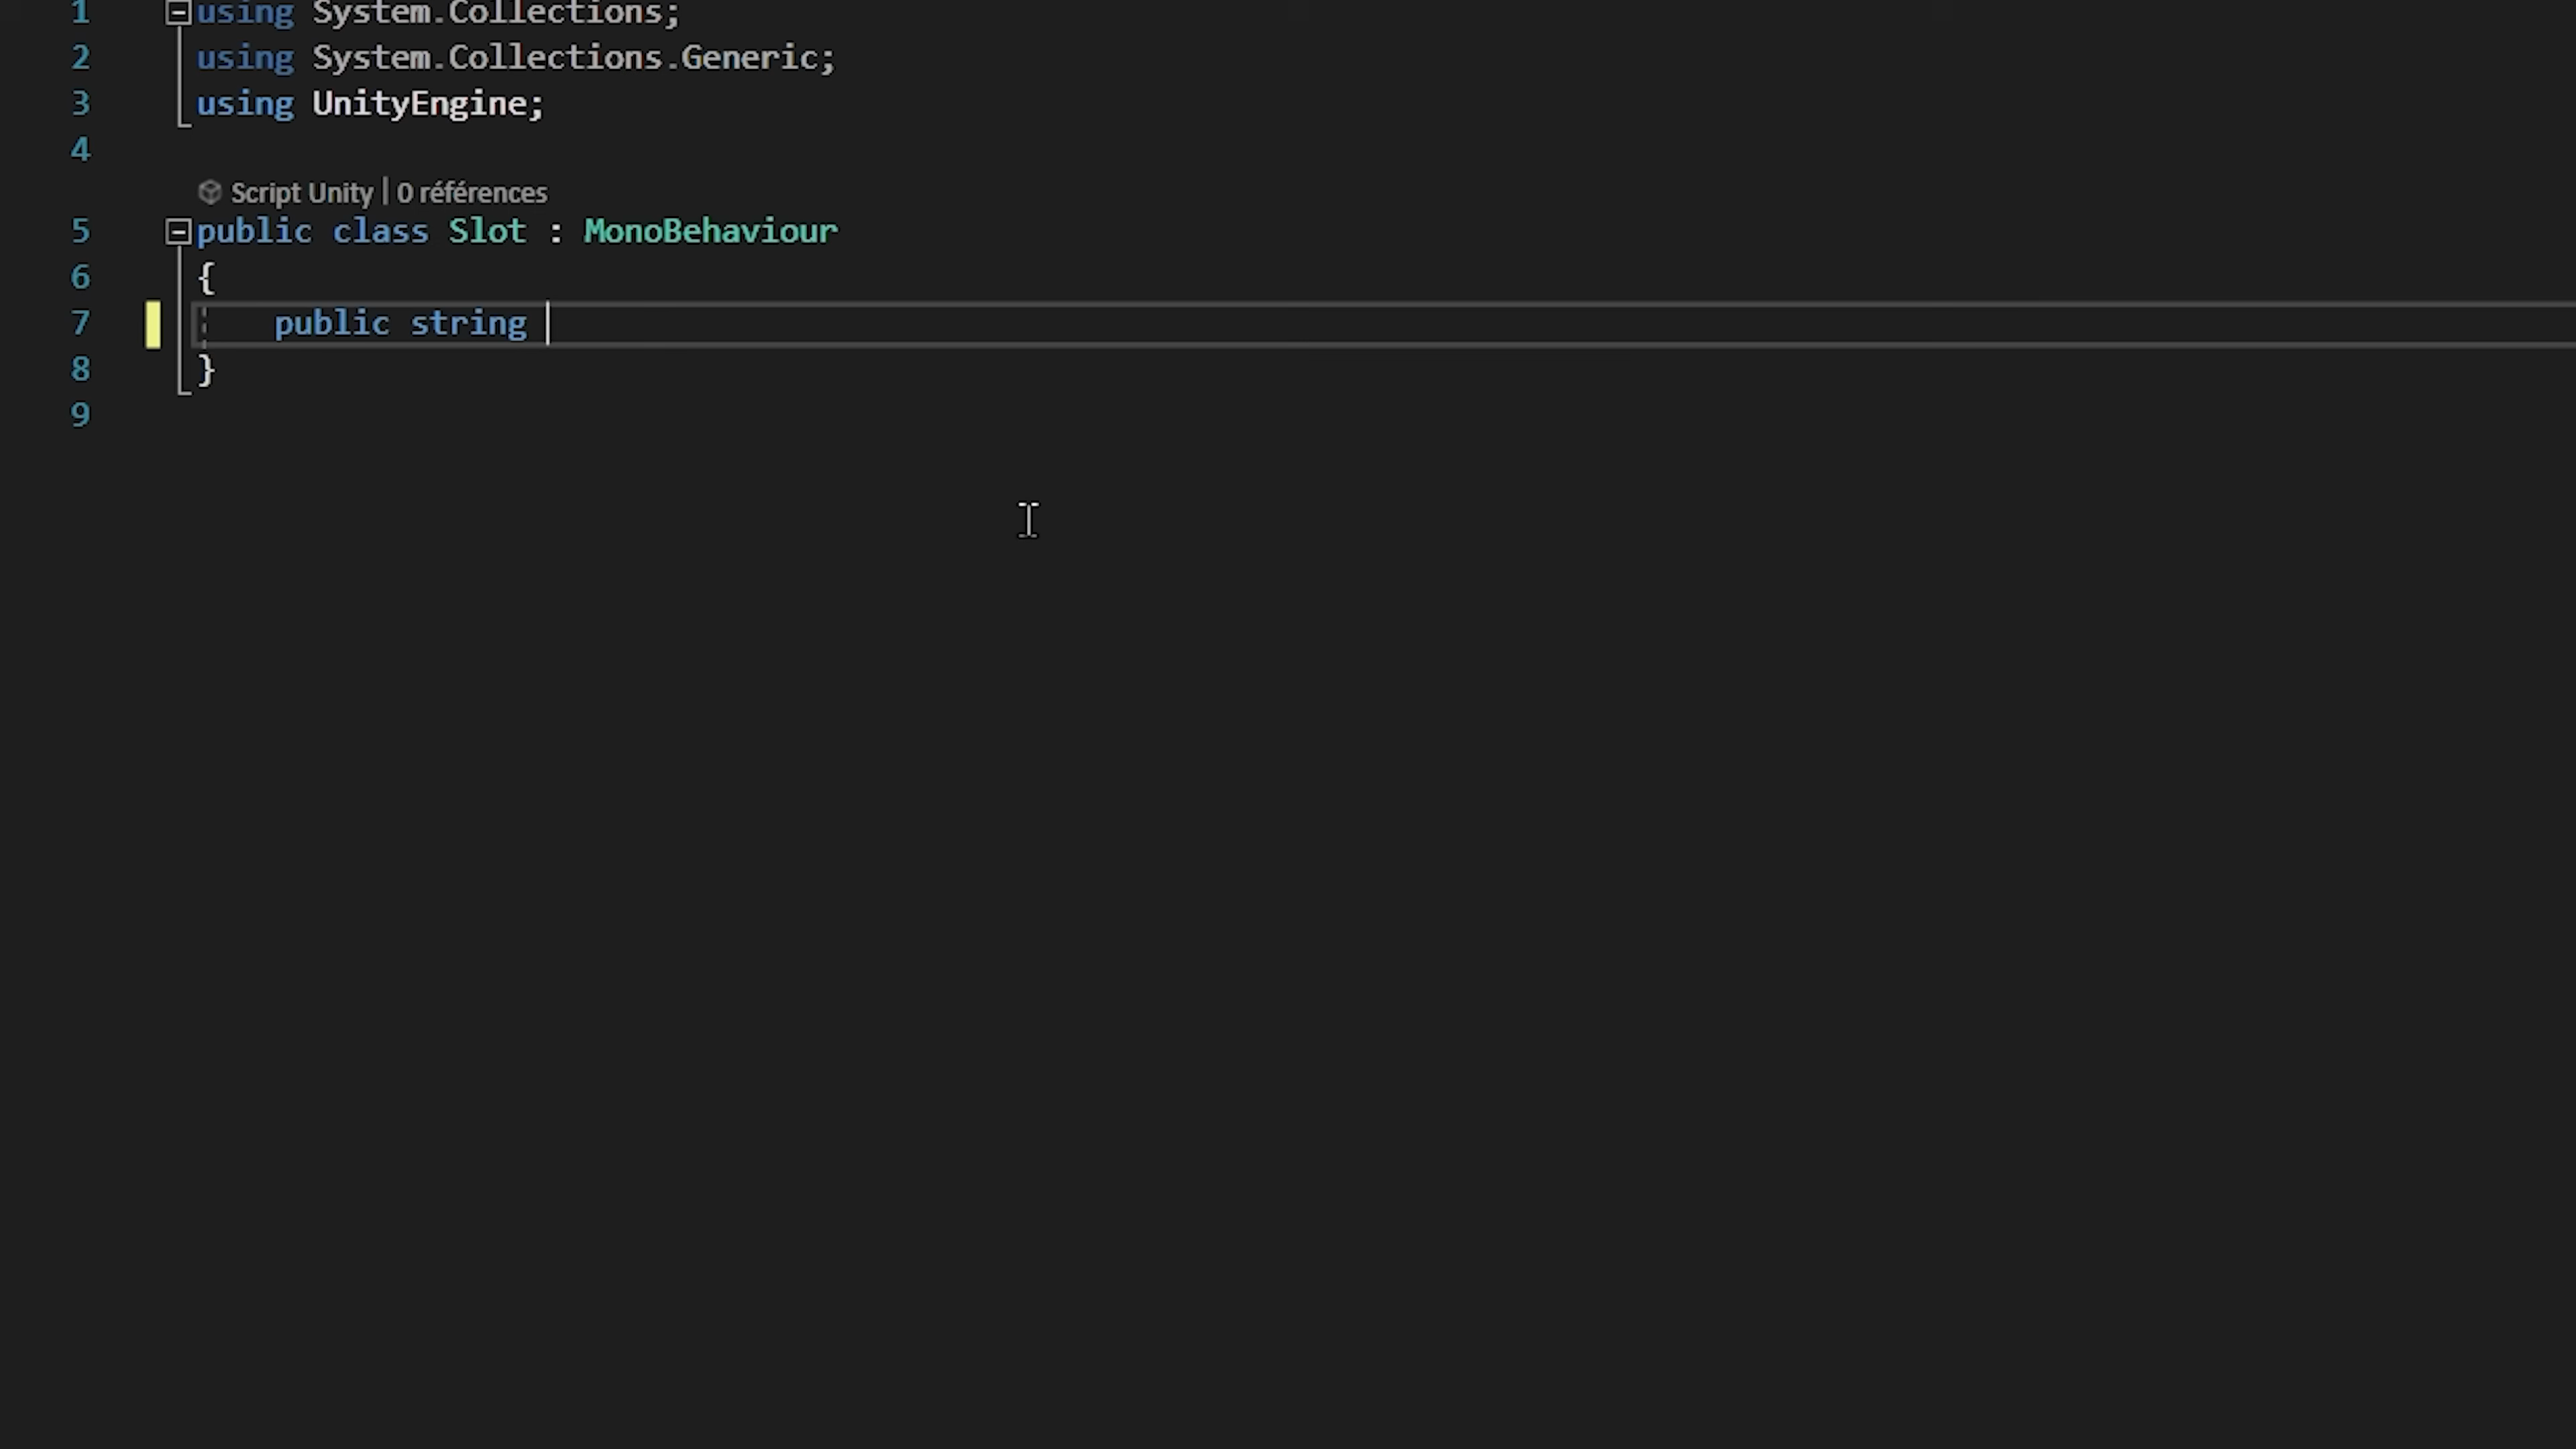 1 using System.Collections;
2 using System.Collections.Generic;
3 using UnityEngine;
4
Script Unity | 0 références
5 public class Slot : MonoBehaviour
6 {
7 public string
8 }
9